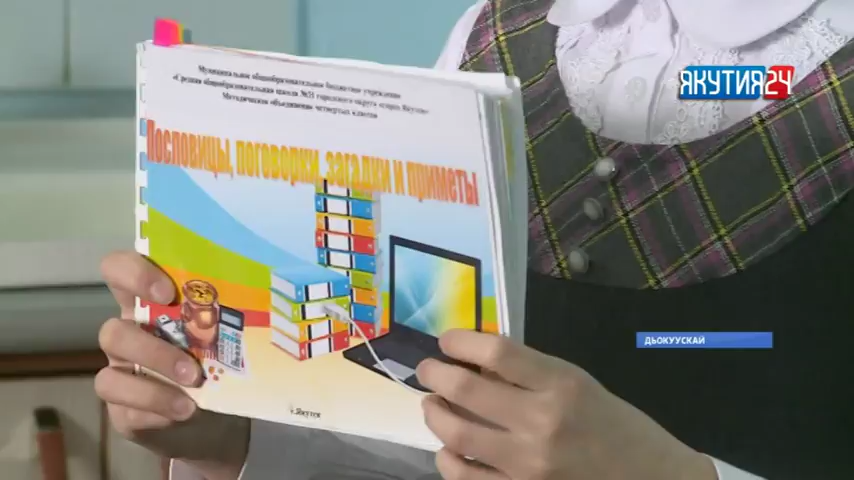 Муниципальное общеобразовательное бюджетное учреждение
«Средняя общеобразовательная школа №31 городского округа «город Якутск»
Методическое объединение четвертых классов
Пословицы, поговорки, загадки и приметы
г.Якутск
ЯКУТИЯ24
ДЬОКУУСКАЙ